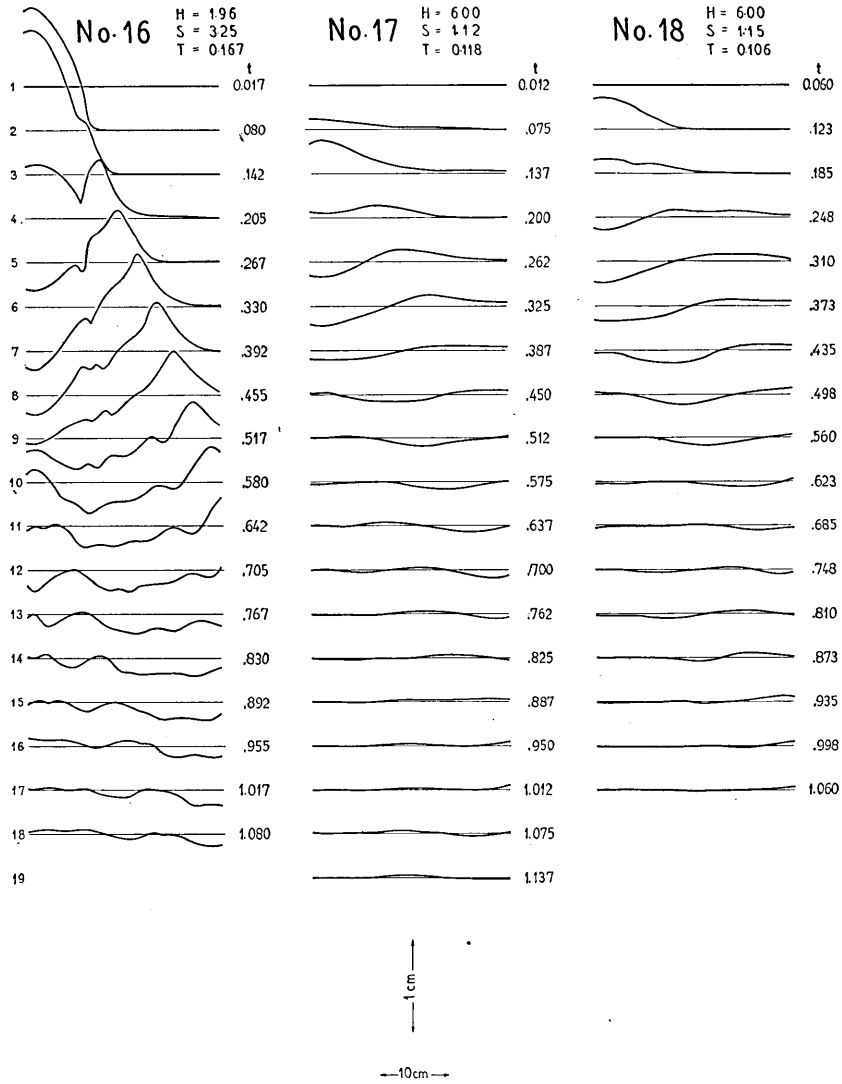 No. 16
H = 1·96
S = 3·25
T = 0·167
No. 17
H = 6·00
S = 1·12
T = 0·118
No. 18
H = 6·00
S = 1·15
T = 0·106
t
t
t
1 0.017 0.012 0.060
2 .080 .075 .123
3 .142 .137 .185
4 .205 .200 .248
5 .267 .262 .310
6 .330 .325 .373
7 .392 .387 .435
8 .455 .450 .498
9 .517 .512 .560
10 .580 .575 .623
11 .642 .637 .685
12 .705 .700 .748
13 .767 .762 .810
14 .830 .825 .873
15 .892 .887 .935
16 .955 .950 .998
17 1.017 1.012 1.060
18 1.080 1.075
19 1.137
1 cm
10cm